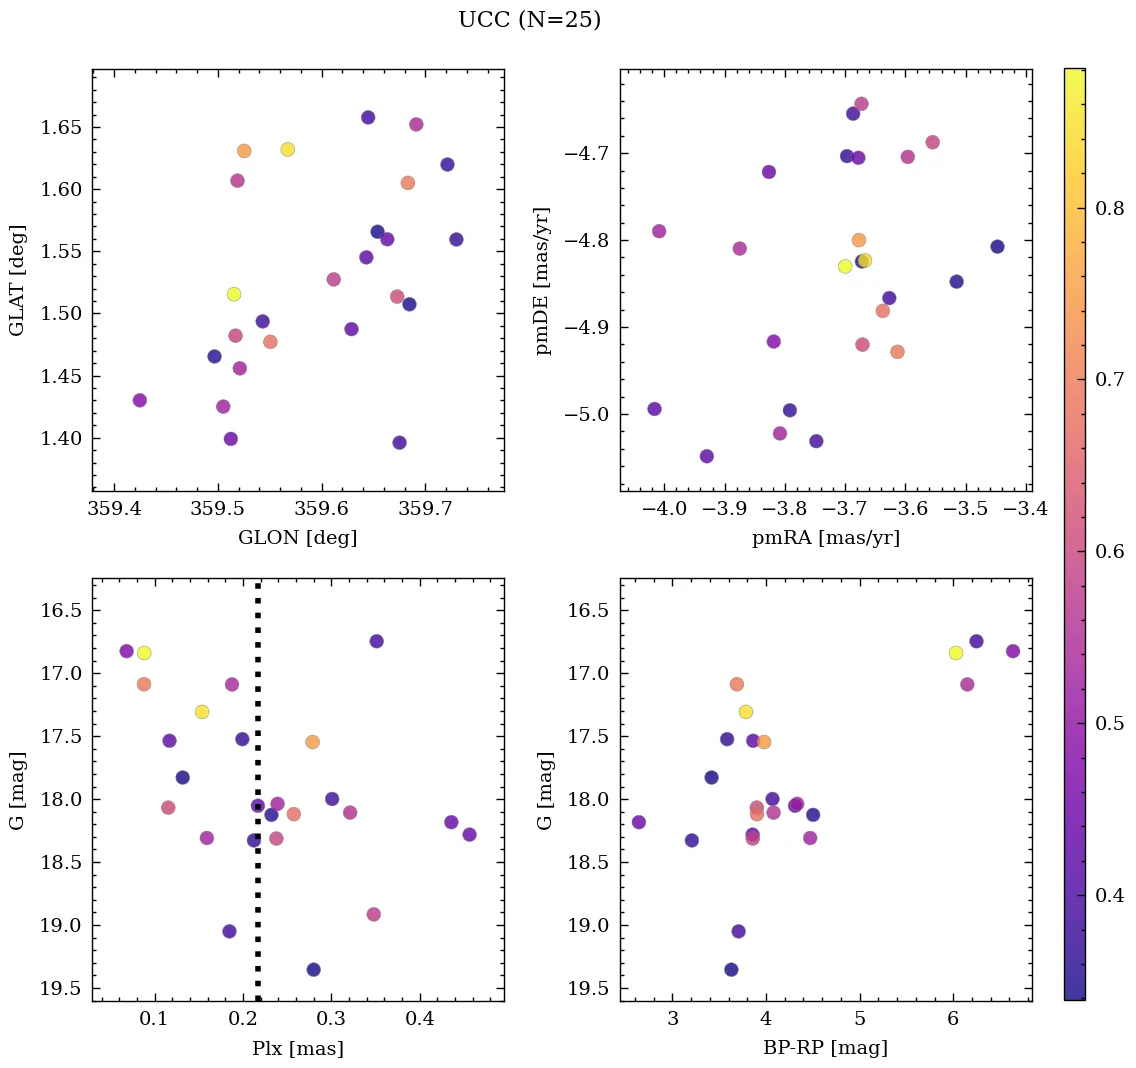 UCC (N=25)
1.65
1.60
1.55
1.50
1.45
1.40
GLAT [deg]
359.4 359.5 359.6 359.7
GLON [deg]
−4.7
−4.8
−4.9
−5.0
pmDE [mas/yr]
−4.0 −3.9 −3.8 −3.7 −3.6 −3.5 −3.4
pmRA [mas/yr]
16.5
17.0
17.5
18.0
18.5
19.0
19.5
G [mag]
0.1 0.2 0.3 0.4
Plx [mas]
16.5
17.0
17.5
18.0
18.5
19.0
19.5
G [mag]
3 4 5 6
BP-RP [mag]
0.8
0.7
0.6
0.5
0.4